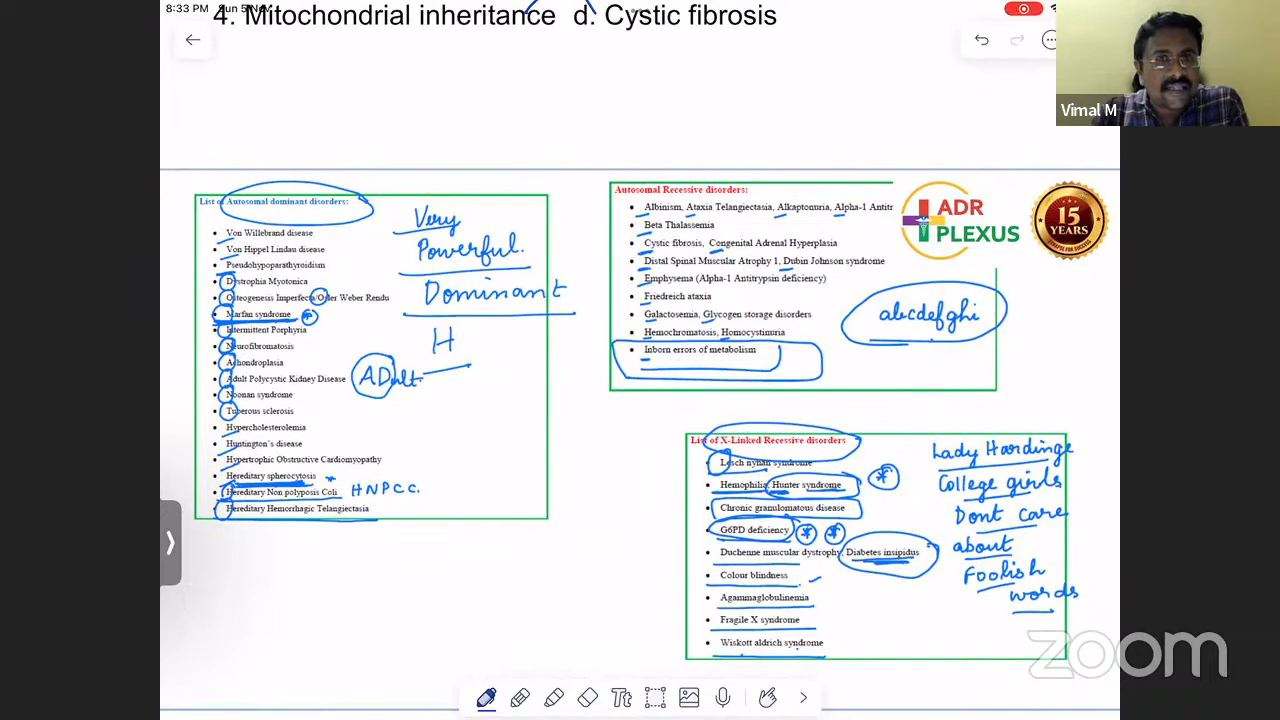 8:33 PM Sun 5 Nov
4. Mitochondrial inheritance d. Cystic fibrosis
Vimal M
List of Autosomal dominant disorders:
Von Willebrand disease
Von Hippel Lindau disease
Pseudohypoparathyroidism
Dystrophia Myotonica
Osteogenesis Imperfecta/Osler Weber Rendu
Marfan syndrome *
Intermittent Porphyria
Neurofibromatosis
Achondroplasia
Adult Polycystic Kidney Disease
Noonan syndrome
Tuberous sclerosis
Hypercholesterolemia
Huntington's disease
Hypertrophic Obstructive Cardiomyopathy
Hereditary spherocytosis *
Hereditary Non polyposis Coli HNPCC.
Hereditary Hemorrhagic Telangiectasia
Very
Powerful.
Dominant
H
ADult.
Autosomal Recessive disorders:
Albinism, Ataxia Telangiectasia, Alkaptonuria, Alpha-1 Antitr
Beta Thalassemia
Cystic fibrosis, Congenital Adrenal Hyperplasia
Distal Spinal Muscular Atrophy 1, Dubin Johnson syndrome
Emphysema (Alpha-1 Antitrypsin deficiency)
Friedreich ataxia
Galactosemia, Glycogen storage disorders
Hemochromatosis, Homocystinuria
Inborn errors of metabolism
abcdefghi
ADR
PLEXUS
15
YEARS
List of X-Linked Recessive disorders
Lesch nyhan syndrome
Hemophilia, Hunter syndrome *
Chronic granulomatous disease
G6PD deficiency * *
Duchenne muscular dystrophy, Diabetes insipidus
Colour blindness
Agammaglobulinemia
Fragile X syndrome
Wiskott aldrich syndrome
Lady Hardinge
College girls
Dont care
about
Foolish
words
zoom
Tt